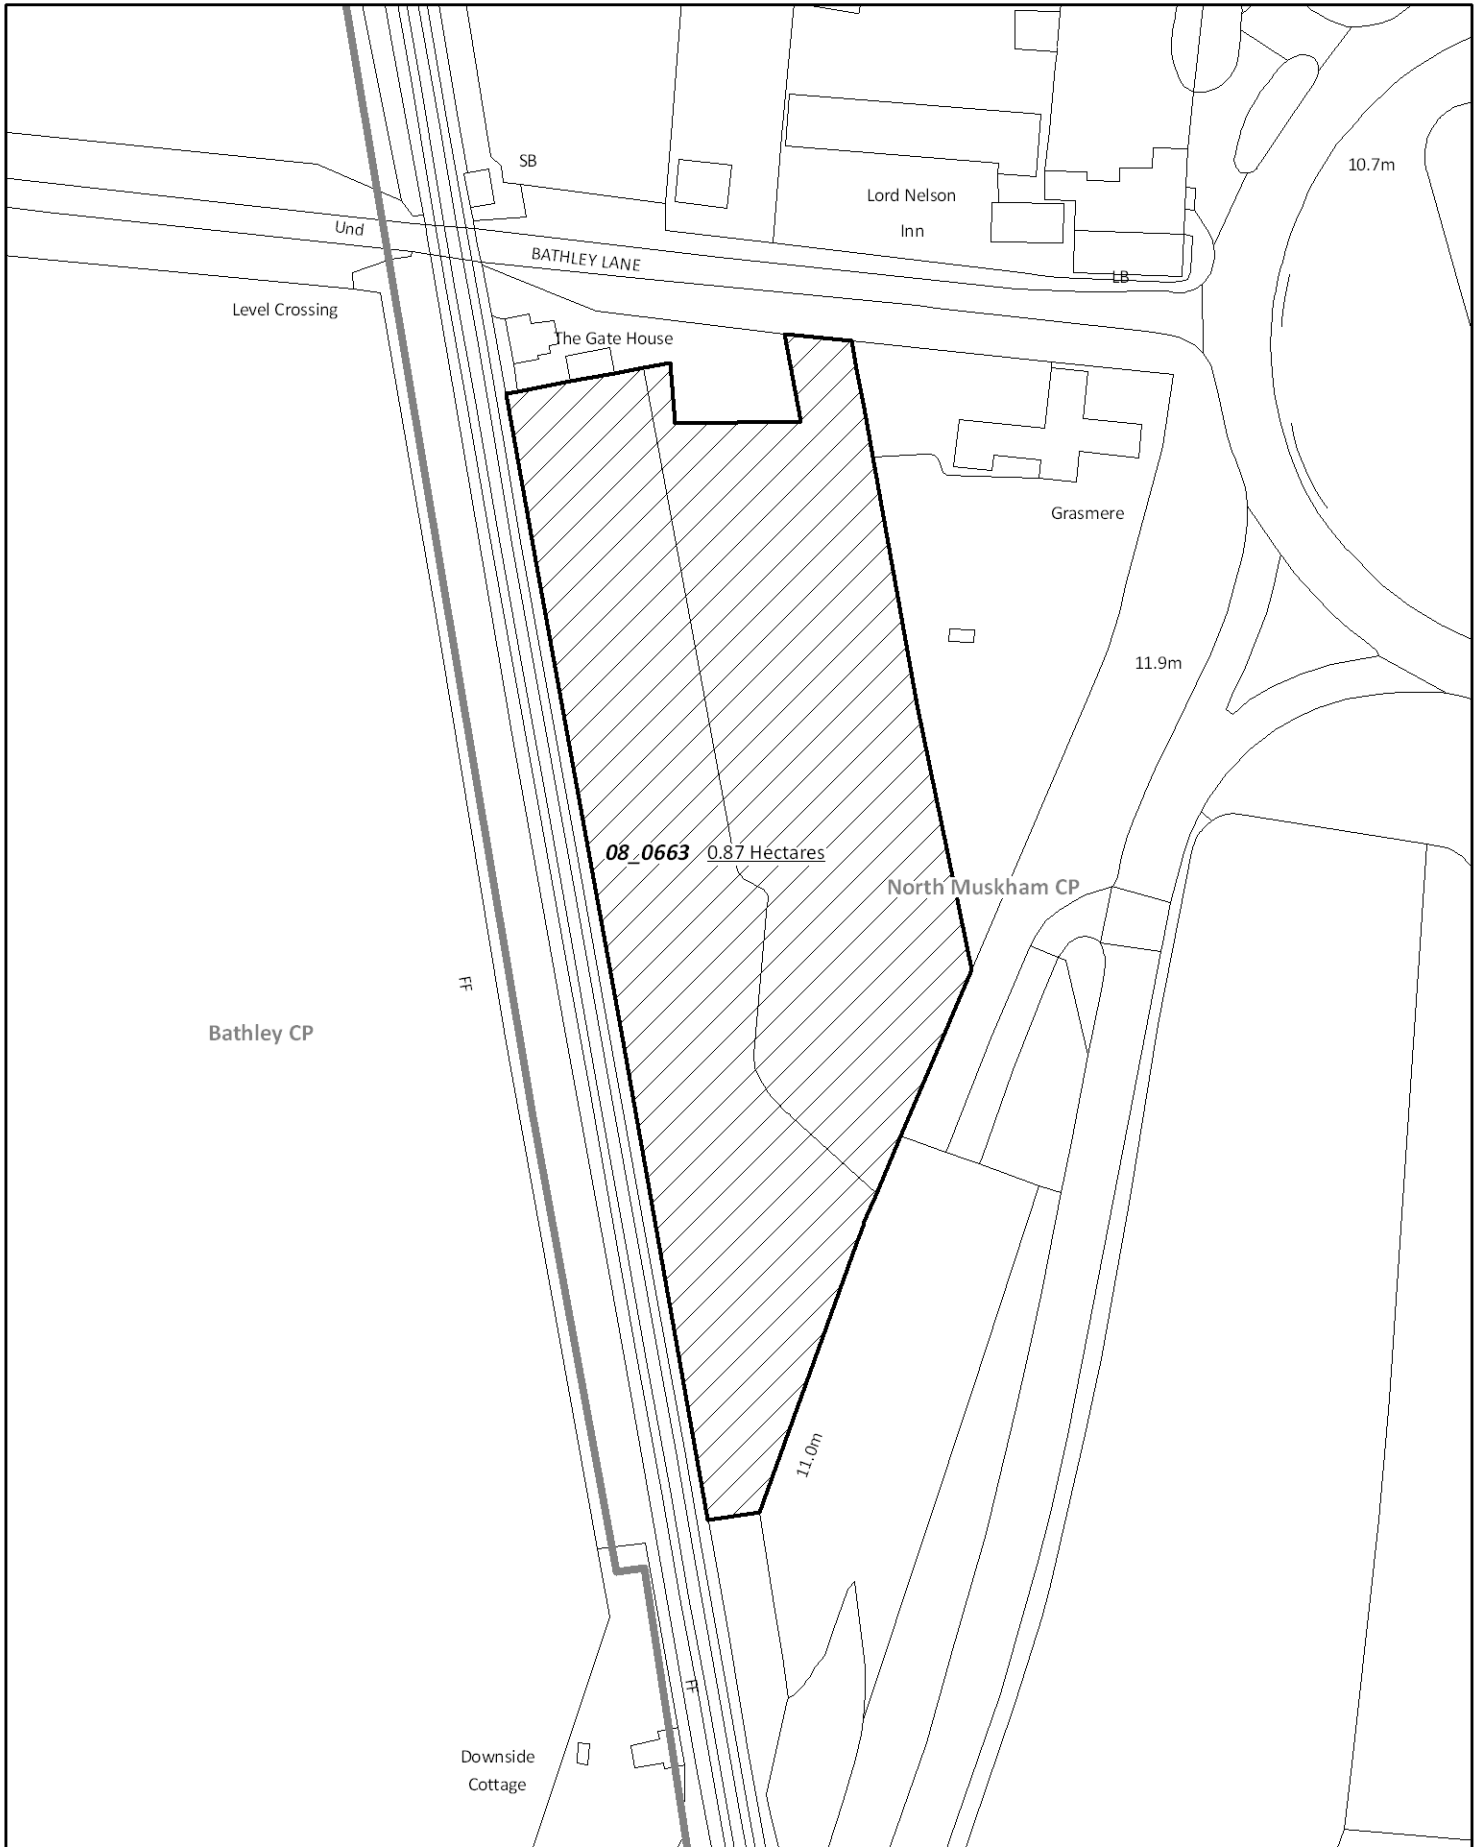 SB
10.7m
Lord Nelson
Inn
Und
BATHLEY LANE
LB
Level Crossing
The Gate House
Grasmere
11.9m
08_0663 0.87 Hectares
North Muskham CP
FF
Bathley CP
11.0m
FF
Downside
Cottage